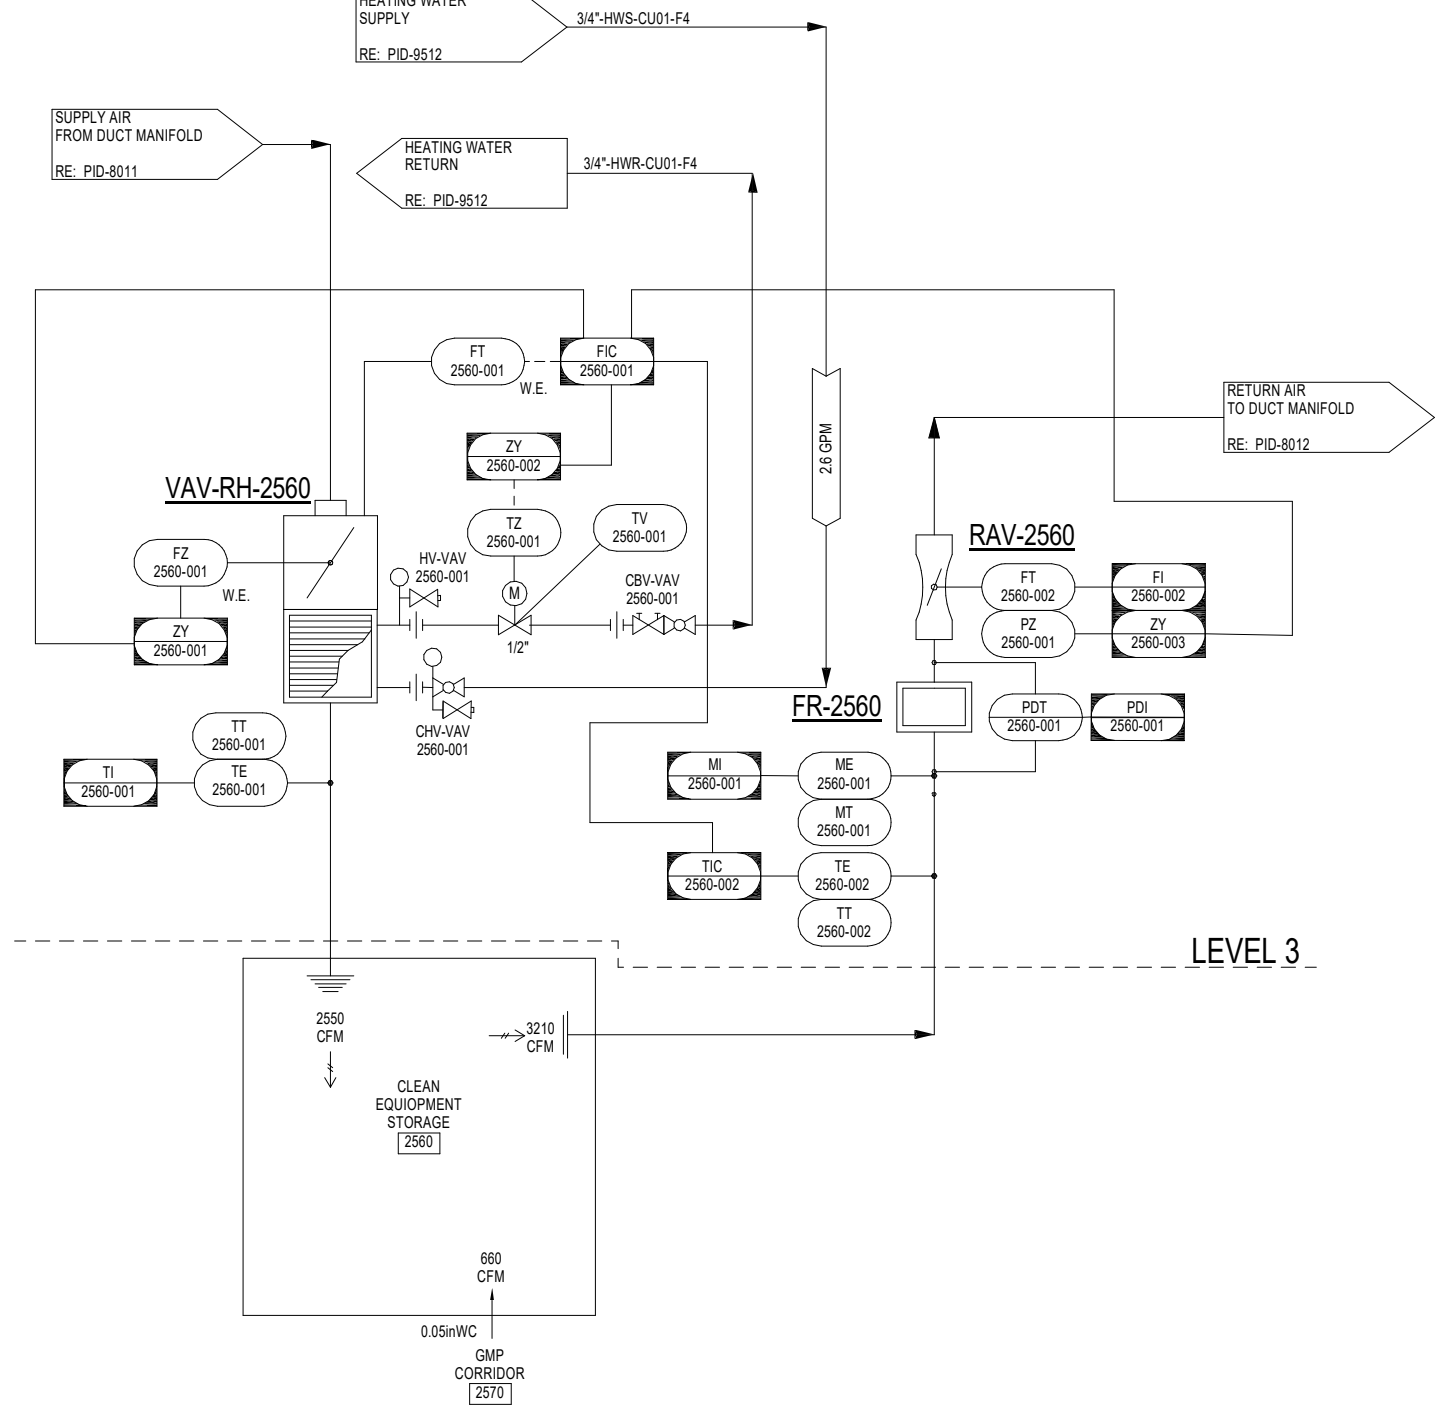 HEATING WATER
SUPPLY
RE: PID-9512
3/4"-HWS-CU01-F4
SUPPLY AIR
FROM DUCT MANIFOLD
RE: PID-8011
HEATING WATER
RETURN
RE: PID-9512
3/4"-HWR-CU01-F4
FT
2560-001
W.E.
FIC
2560-001
2.6 GPM
RETURN AIR
TO DUCT MANIFOLD
RE: PID-8012
ZY
2560-002
VAV-RH-2560
TZ
2560-001
TV
2560-001
RAV-2560
FZ
2560-001
W.E.
HV-VAV
2560-001
M
CBV-VAV
2560-001
FT
2560-002
FI
2560-002
ZY
2560-001
1/2"
PZ
2560-001
ZY
2560-003
FR-2560
PDT
2560-001
PDI
2560-001
TT
2560-001
CHV-VAV
2560-001
TI
2560-001
TE
2560-001
MI
2560-001
ME
2560-001
MT
2560-001
TIC
2560-002
TE
2560-002
TT
2560-002
LEVEL 3
2550
CFM
3210
CFM
CLEAN
EQUIOPMENT
STORAGE
2560
660
CFM
0.05inWC
GMP
CORRIDOR
2570